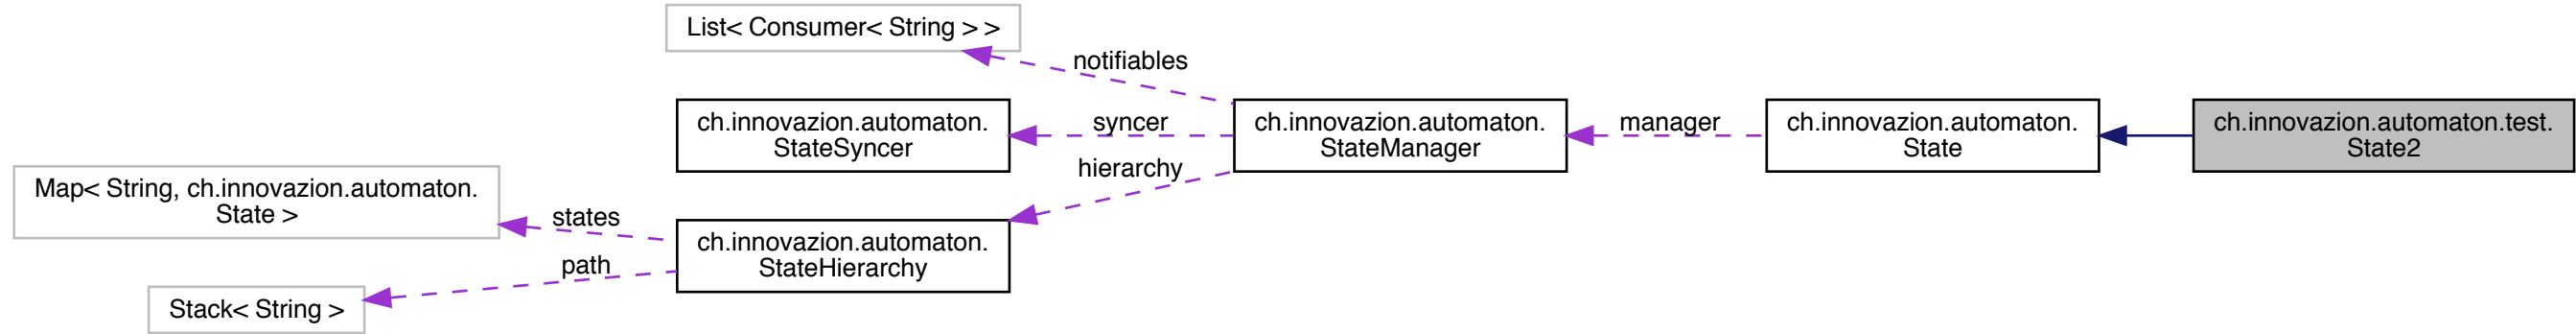 List< Consumer< String > >
notifiables
ch.innovazion.automaton.
StateSyncer
syncer
ch.innovazion.automaton.
StateManager
manager
ch.innovazion.automaton.
State
ch.innovazion.automaton.test.
State2
hierarchy
Map< String, ch.innovazion.automaton.
State >
states
ch.innovazion.automaton.
StateHierarchy
path
Stack< String >